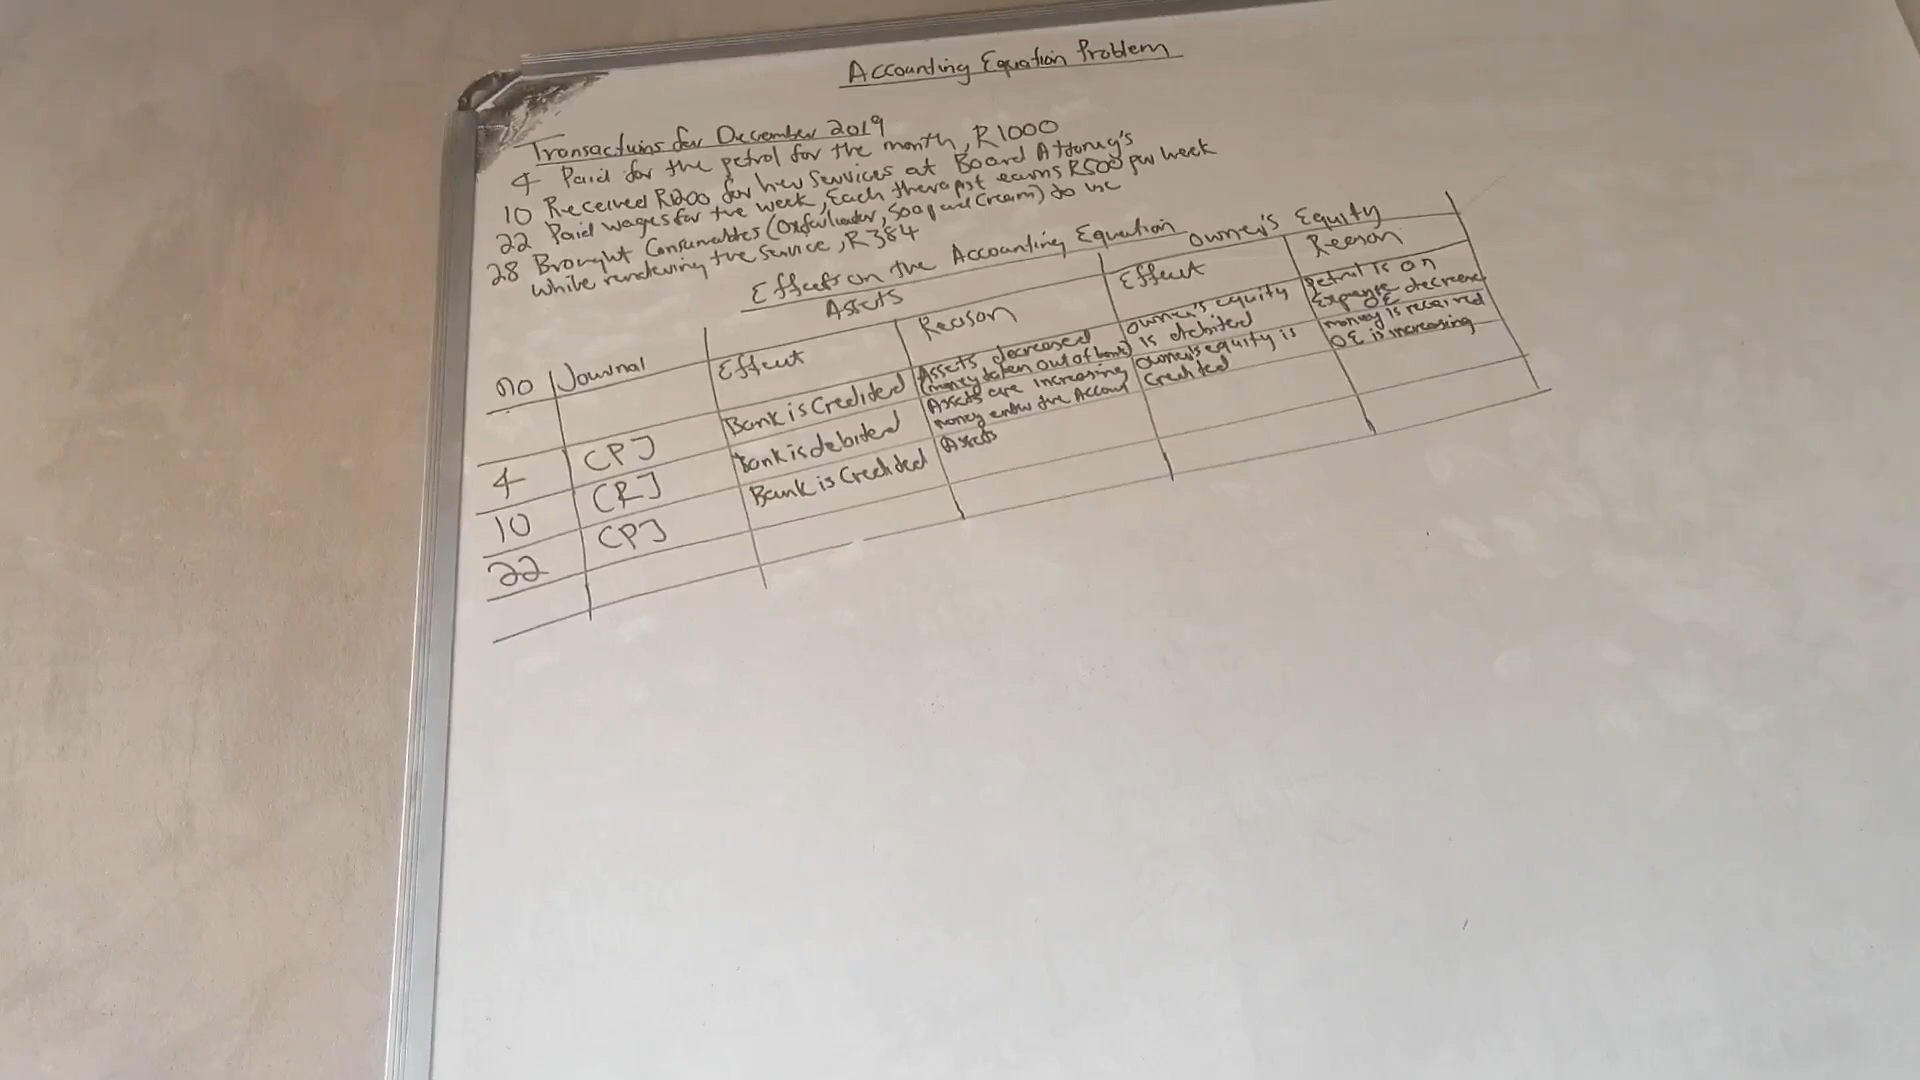 Accounting Equation Problem
Transactions for December 2019
4 Paid for the petrol for the month, R1000
10 Received R1200 for her Services at Board Attorney's
22 Paid wages for the week, Each therapist earns R500 per week
28 Brought Consumables ( , Soap and Cream) to use
while rendering the Service, R384
Effects on the Accounting Equation
Assets
Owner's Equity
no Journal Effect Reason Effect Reason
4 CPJ Bank is Credited Assets decreased (money taken out of bank) owner's equity is debited petrol is an Expense decrease OE
10 CRJ Bank is debited Assets are increasing money enter the Account Owner's equity is Credited money is received OE is increasing
22 CPJ Bank is Credited Assets